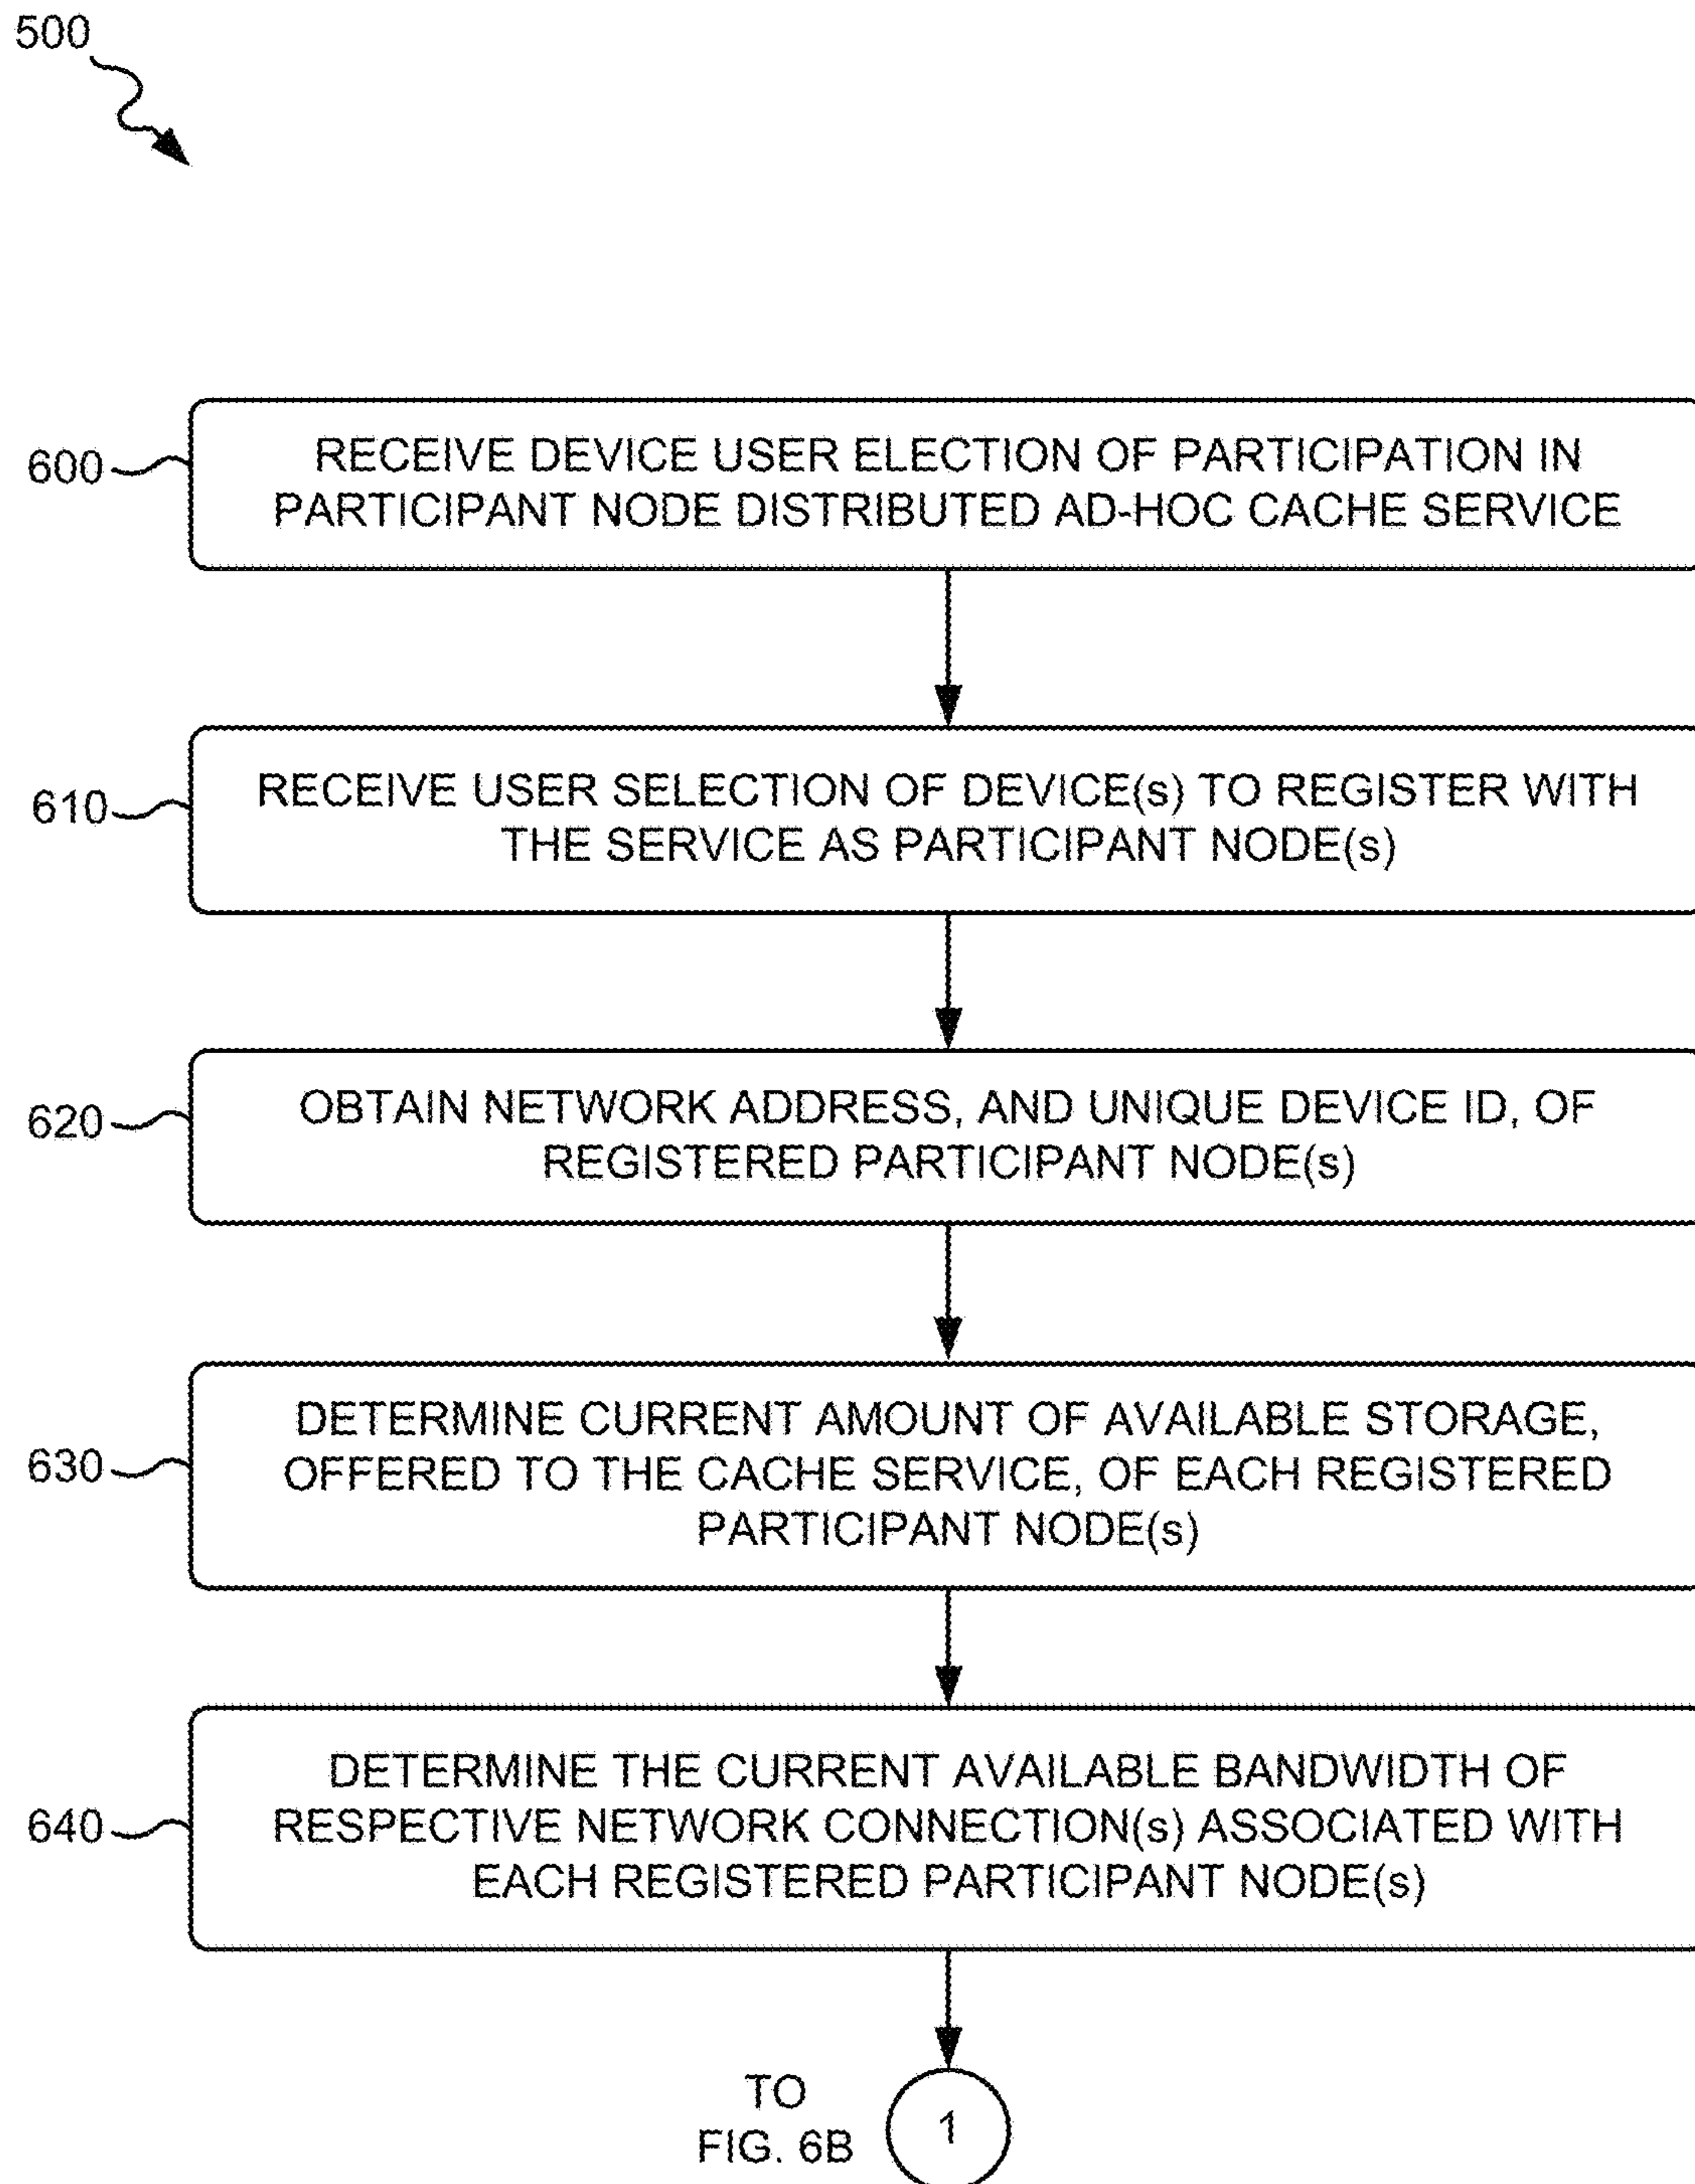 500
600
RECEIVE DEVICE USER ELECTION OF PARTICIPATION IN
PARTICIPANT NODE DISTRIBUTED AD-HOC CACHE SERVICE
610
RECEIVE USER SELECTION OF DEVICE(s) TO REGISTER WITH
THE SERVICE AS PARTICIPANT NODE(s)
620
OBTAIN NETWORK ADDRESS, AND UNIQUE DEVICE ID, OF
REGISTERED PARTICIPANT NODE(s)
630
DETERMINE CURRENT AMOUNT OF AVAILABLE STORAGE,
OFFERED TO THE CACHE SERVICE, OF EACH REGISTERED
PARTICIPANT NODE(s)
640
DETERMINE THE CURRENT AVAILABLE BANDWIDTH OF
RESPECTIVE NETWORK CONNECTION(s) ASSOCIATED WITH
EACH REGISTERED PARTICIPANT NODE(s)
TO
FIG. 6B
1